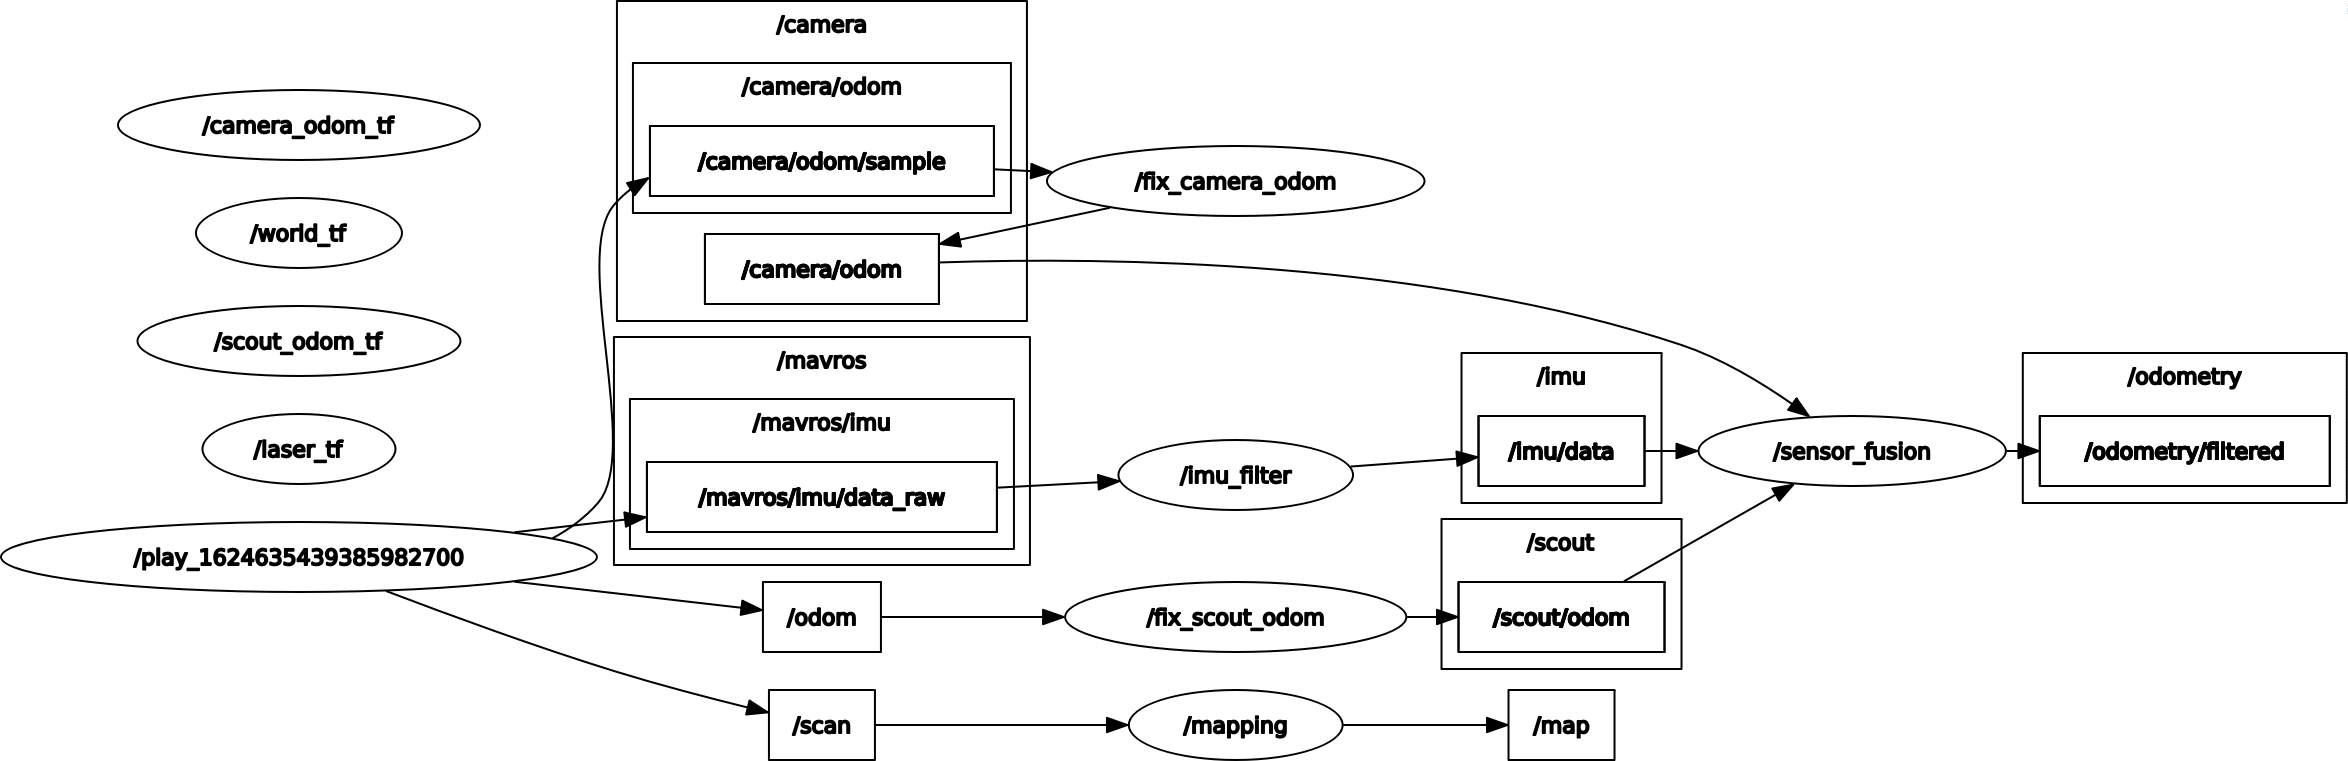 /camera
/camera/odom
/camera_odom_tf
/camera/odom/sample
/fix_camera_odom
/world_tf
/camera/odom
/scout_odom_tf
/mavros
/imu
/odometry
/mavros/imu
/laser_tf
/imu/data
/sensor_fusion
/odometry/filtered
/imu_filter
/mavros/imu/data_raw
/scout
/play_1624635439385982700
/odom
/fix_scout_odom
/scout/odom
/scan
/mapping
/map